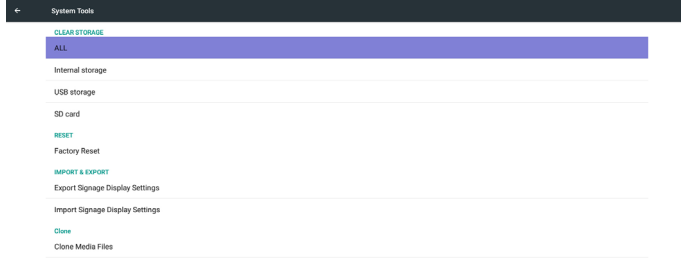 System Tools
CLEAR STORAGE
ALL
Internal storage
USB storage
SD card
RESET
Factory Reset
IMPORT & EXPORT
Export Signage Display Settings
Import Signage Display Settings
Clone
Clone Media Files